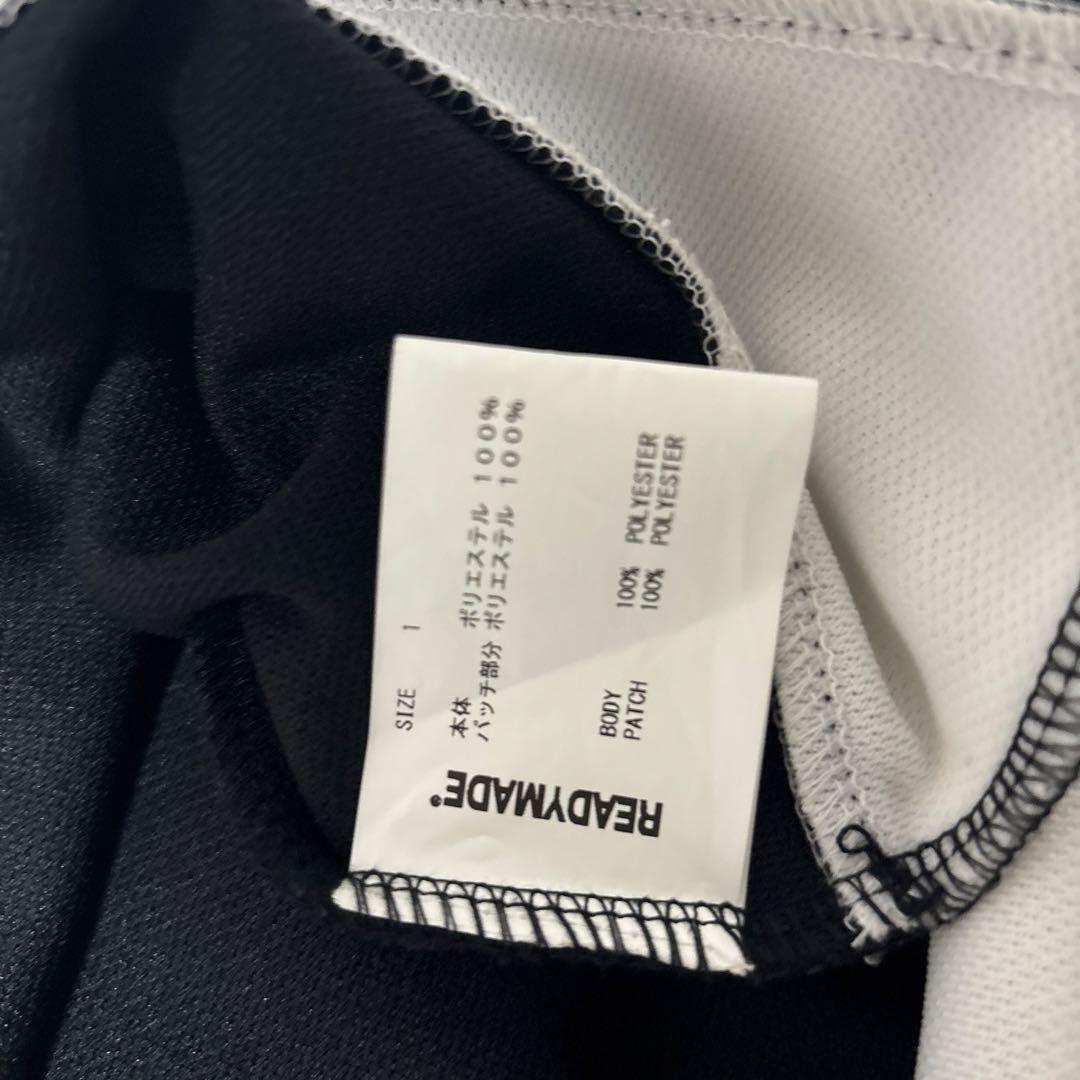 READYMADE®
SIZE 1
本体 ポリエステル 100%
パッチ部分 ポリエステル 100%
BODY 100% POLYESTER
PATCH 100% POLYESTER